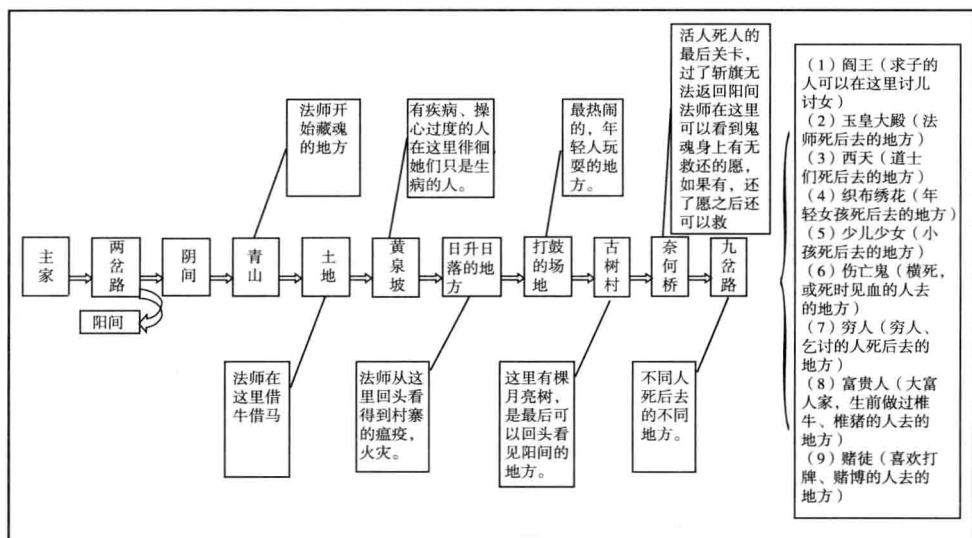 法师开
始藏魂
的地方
有疾病、操
心过度的人
在这里徘徊
她们只是生
病的人。
最热闹
的，年
轻人玩
耍的地
方。
活人死人的
最后关卡，
过了斩旗无
法返回阳间
法师在这里
可以看到鬼
魂身上有无
救还的愿，
如果有，还
了愿之后还
可以救
主家
两岔路
阳间
阴间
青山
土地
黄泉坡
日升日
落的地
方
打鼓
的场
地
古树村
奈何桥
九岔路
法师在
这里借
牛借马
法师从这
里回头看
得到村寨
的瘟疫，
火灾。
这里有棵
月亮树，
是最后可
以回头看
见阳间的
地方。
不同人
死后去
的不同
地方。
（1）阎王（求子的
人可以在这里讨儿
讨女）
（2）玉皇大殿（法
师死后去的地方）
（3）西天（道士
们死后去的地方）
（4）织布绣花（年
轻女孩死后去的地方）
（5）少儿少女（小
孩死后去的地方）
（6）伤亡鬼（横死，
或死时见血的人去
的地方）
（7）穷人（穷人、
乞讨的人死后去的
地方）
（8）富贵人（大富
人家，生前做过椎
牛、椎猪的人去的
地方）
（9）赌徒（喜欢打
牌、赌博的人去的
地方）